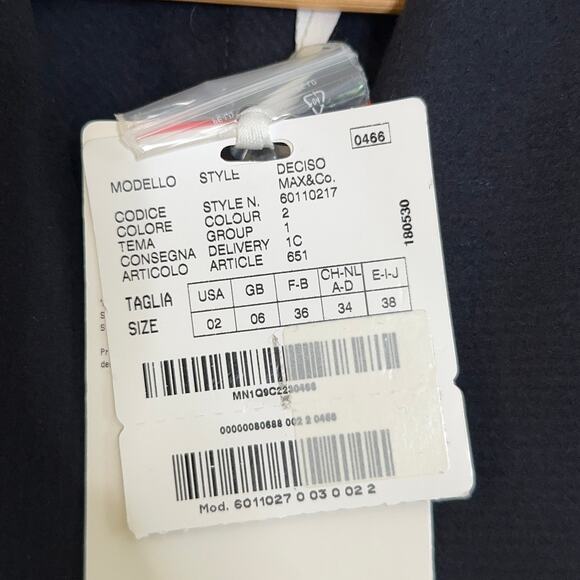 0466
MODELLO STYLE DECISO
MAX&Co.
CODICE STYLE N. 60110217
COLORE COLOUR 2
TEMA GROUP 1
CONSEGNA DELIVERY 1C
ARTICOLO ARTICLE 651
180530
TAGLIA USA GB F-B CH-NL A-D E-I-J
SIZE 02 06 36 34 38
MN1Q9C2230466
00000080688 002 2 0466
Mod. 6011027 0 03 0 02 2